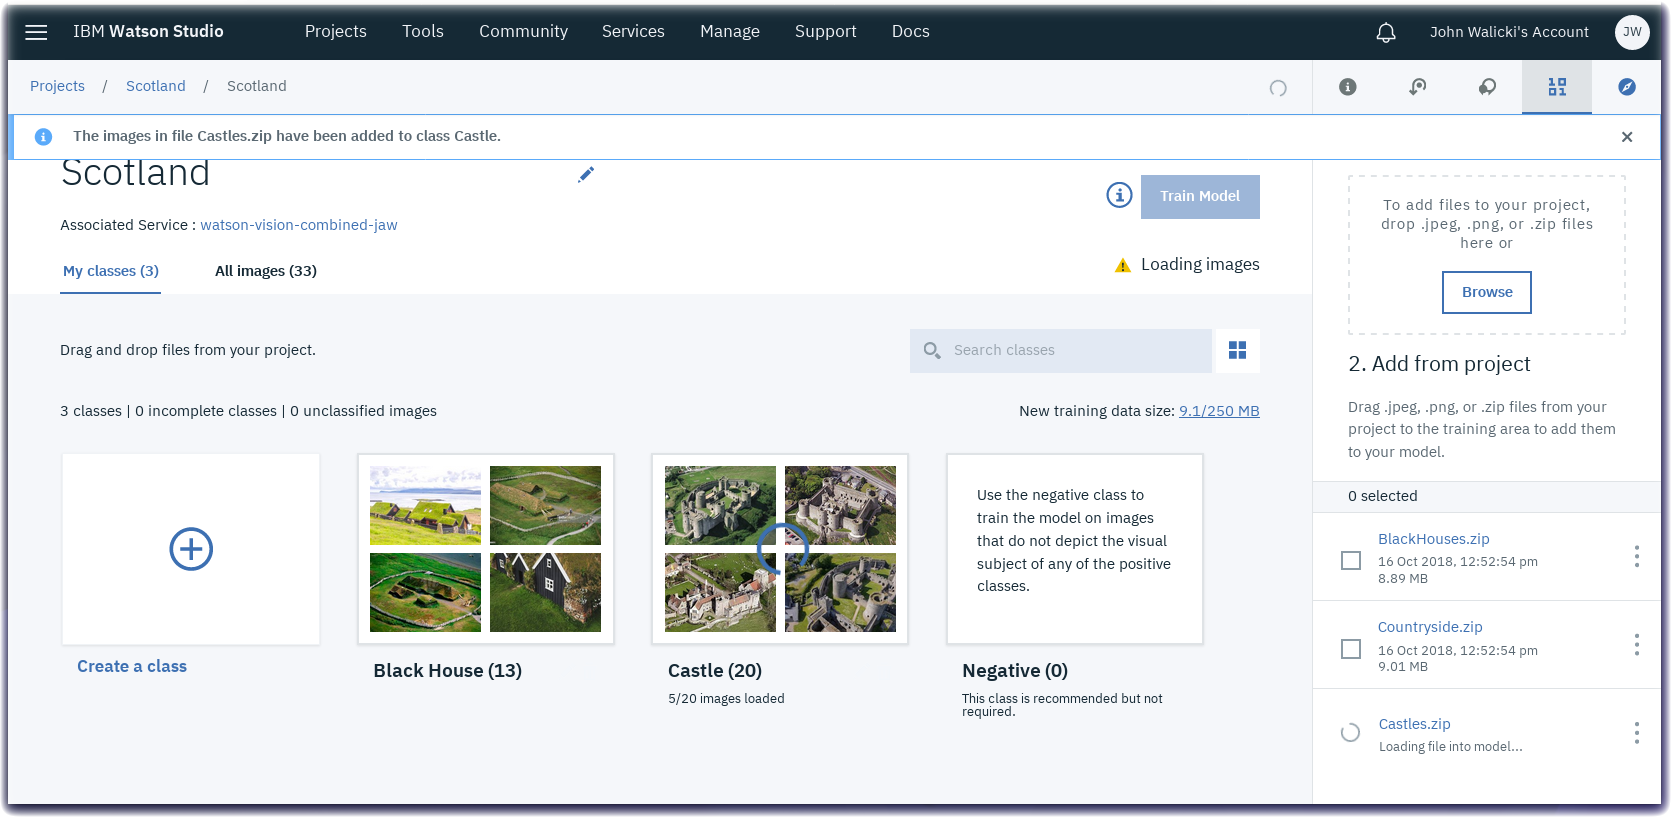 IBM Watson Studio
Projects
Tools
Community
Services
Manage
Support
Docs
John Walicki's Account
JW
Projects / Scotland / Scotland
The images in file Castles.zip have been added to class Castle.
Scotland
Train Model
Associated Service : watson-vision-combined-jaw
My classes (3)
All images (33)
Loading images
Drag and drop files from your project.
Search classes
3 classes | 0 incomplete classes | 0 unclassified images
New training data size: 9.1/250 MB
Create a class
Black House (13)
Castle (20)
5/20 images loaded
Use the negative class to
train the model on images
that do not depict the visual
subject of any of the positive
classes.
Negative (0)
This class is recommended but not
required.
To add files to your project,
drop .jpeg, .png, or .zip files
here or
Browse
2. Add from project
Drag .jpeg, .png, or .zip files from your
project to the training area to add them
to your model.
0 selected
BlackHouses.zip
16 Oct 2018, 12:52:54 pm
8.89 MB
Countryside.zip
16 Oct 2018, 12:52:54 pm
9.01 MB
Castles.zip
Loading file into model...